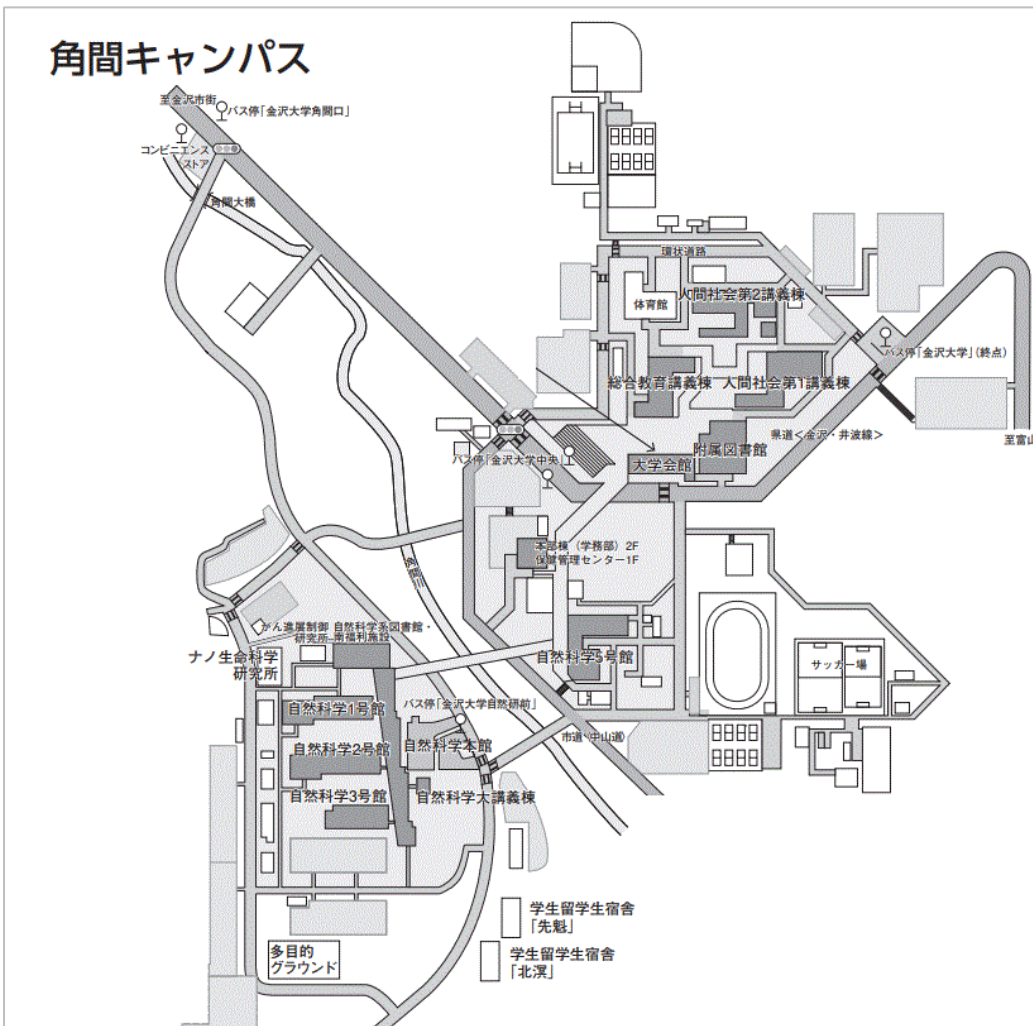 角間キャンパス
至金沢市街
バス停「金沢大学角間口」
コンビニエンス
ストア
角間大橋
環状道路
体育館
人間社会第2講義棟
バス停「金沢大学」(終点)
総合教育講義棟
人間社会第1講義棟
県道<金沢・井波線>
至富山
附属図書館
大学会館
バス停「金沢大学中央」
本部棟(学務部)2F
保健管理センター1F
がん進展制御
研究所
自然科学系図書館・
南福利施設
ナノ生命科学
研究所
自然科学5号館
サッカー場
自然科学1号館
バス停「金沢大学自然研前」
市道(中山道)
自然科学2号館
自然科学本館
自然科学3号館
自然科学大講義棟
学生留学生宿舎
「先魁」
学生留学生宿舎
「北溟」
多目的
グラウンド